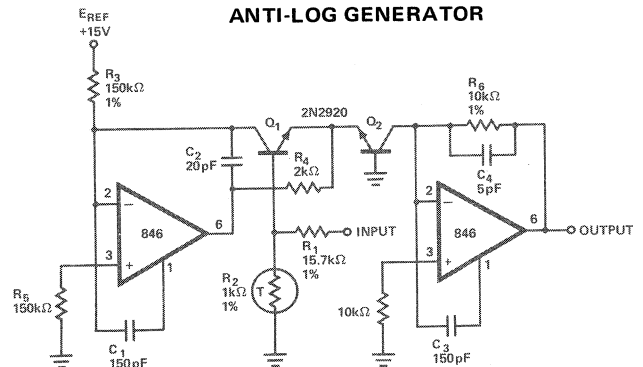 ANTI-LOG GENERATOR
E_REF
+15V
R3
150kΩ
1%
Q1
2N2920
Q2
R6
10kΩ
1%
C2
20pF
R4
2kΩ
C4
5pF
2
−
846
6
3
+
1
R1
15.7kΩ
1%
INPUT
2
−
846
6
OUTPUT
3
+
1
R5
150kΩ
R2
1kΩ
1%
T
10kΩ
C1
150pF
C3
150pF